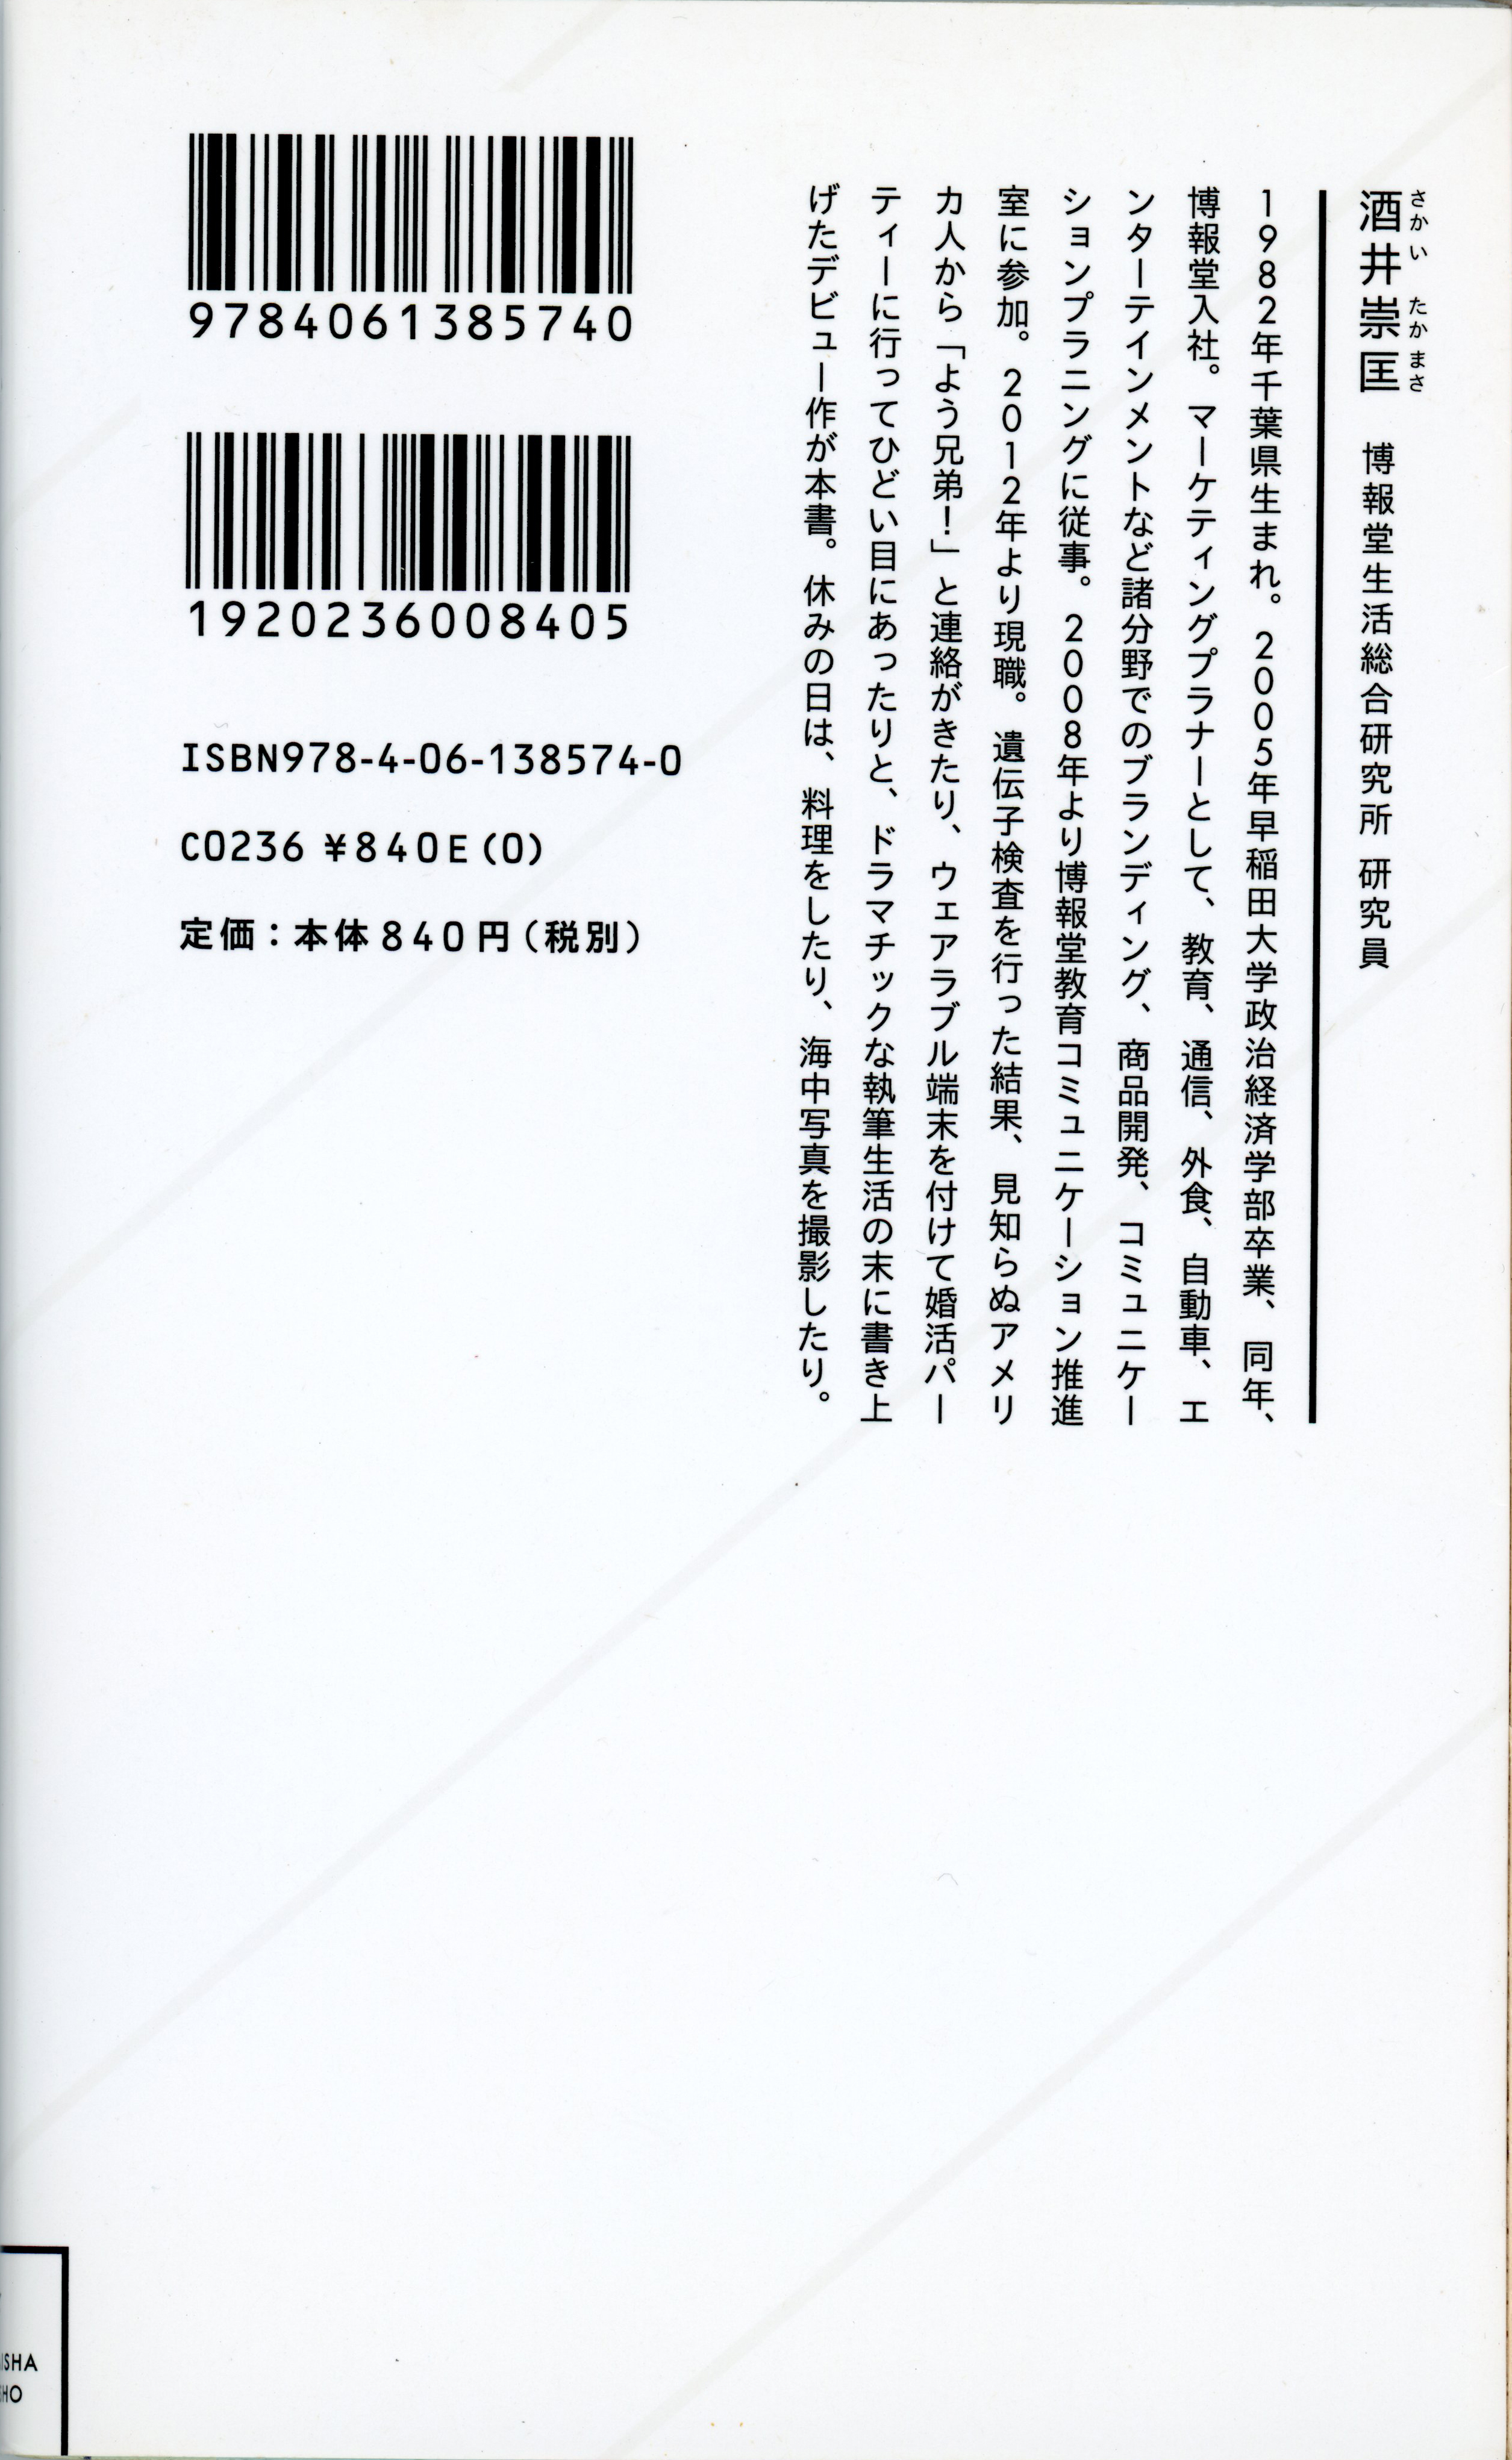 酒井崇匡 博報堂生活総合研究所 研究員
さかい たかまさ
1982年千葉県生まれ。2005年早稲田大学政治経済学部卒業、同年、
博報堂入社。マーケティングプラナーとして、教育、通信、外食、自動車、エ
ンターテインメントなど諸分野でのブランディング、商品開発、コミュニケー
ションプラニングに従事。2008年より博報堂教育コミュニケーション推進
室に参加。2012年より現職。遺伝子検査を行った結果、見知らぬアメリ
カ人から「よう兄弟!」と連絡がきたり、ウェアラブル端末を付けて婚活パー
ティーに行ってひどい目にあったりと、ドラマチックな執筆生活の末に書き上
げたデビュー作が本書。休みの日は、料理をしたり、海中写真を撮影したり。
9784061385740
1920236008405
ISBN978-4-06-138574-0
C0236 ¥840E (0)
定価:本体840円(税別)
ISHA
HO